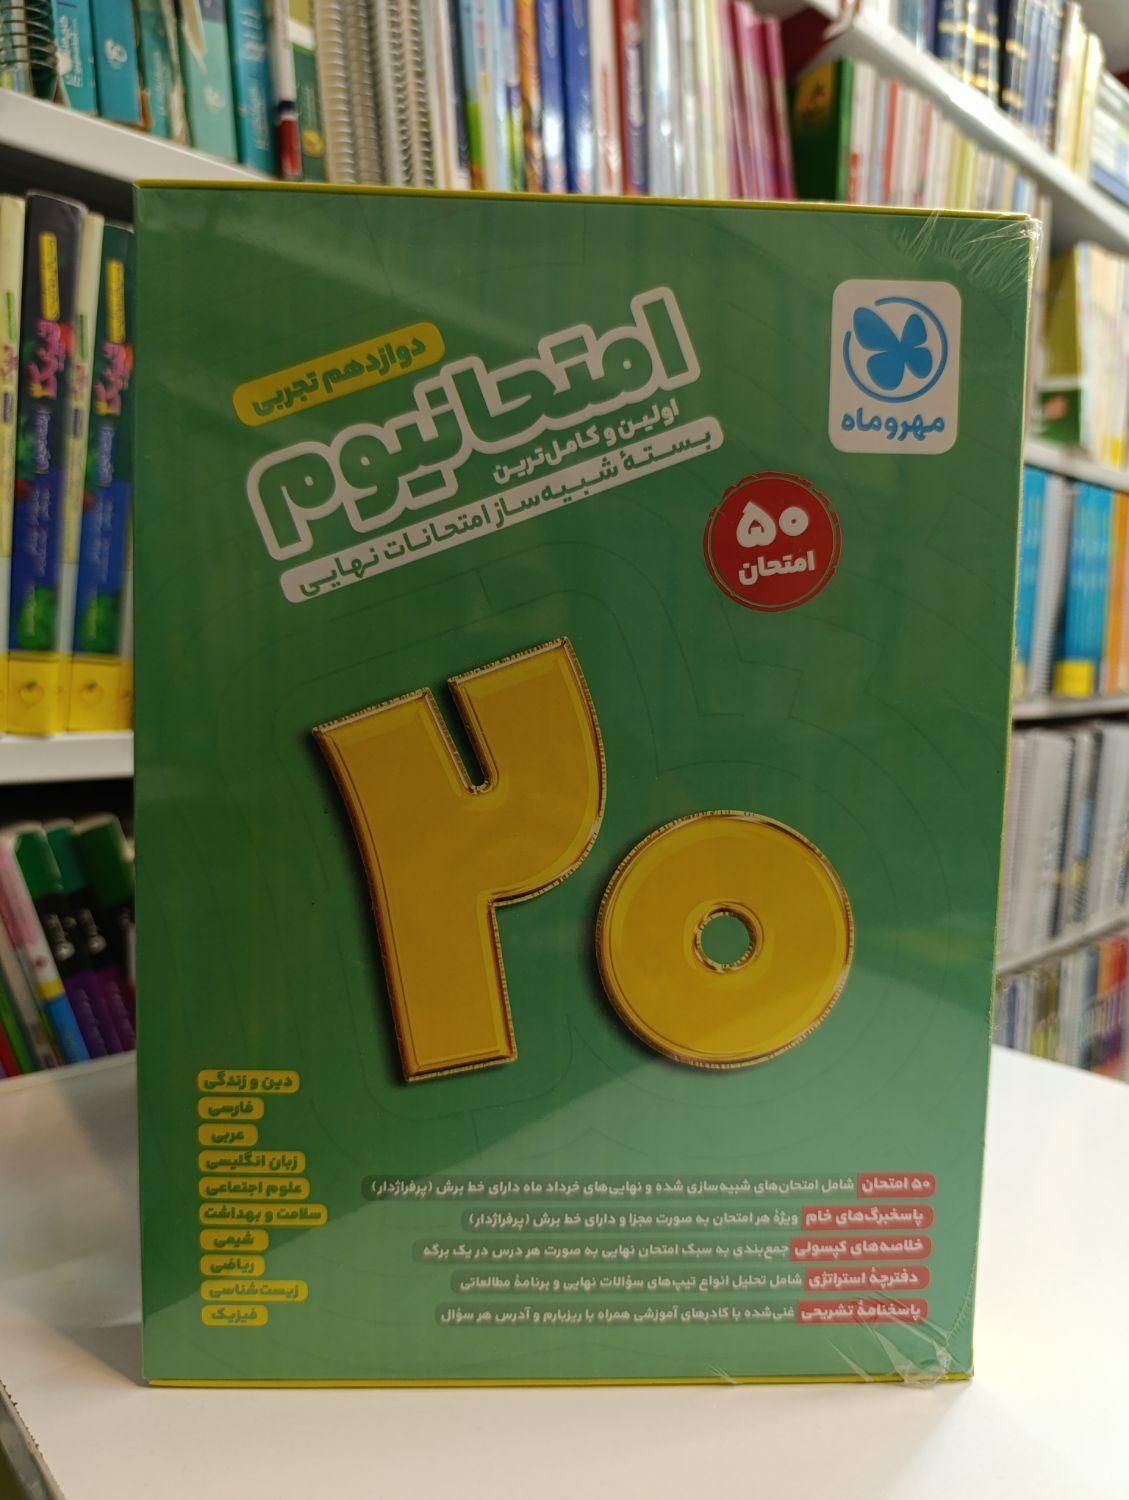 مهروماه
دوازدهم تجربی
امتحانیوم
اولین و کامل‌ترین
بستهٔ شبیه‌ساز امتحانات نهایی
۵۰
امتحان
۲۰
دین و زندگی
فارسی
عربی
زبان انگلیسی
علوم اجتماعی
سلامت و بهداشت
شیمی
ریاضی
زیست‌شناسی
فیزیک
۵۰ امتحان شامل امتحان‌های شبیه‌سازی شده و نهایی‌های خرداد ماه دارای خط برش (پرفراژدار)
پاسخبرگ‌های خام ویژهٔ هر امتحان به صورت مجزا و دارای خط برش (پرفراژدار)
خلاصه‌های کپسولی جمع‌بندی به سبک امتحان نهایی به صورت هر درس در یک برگه
دفترچهٔ استراتژی شامل تحلیل انواع تیپ‌های سؤالات نهایی و برنامهٔ مطالعاتی
پاسخنامهٔ تشریحی غنی‌شده با کادرهای آموزشی همراه با ریزبارم و آدرس هر سؤال